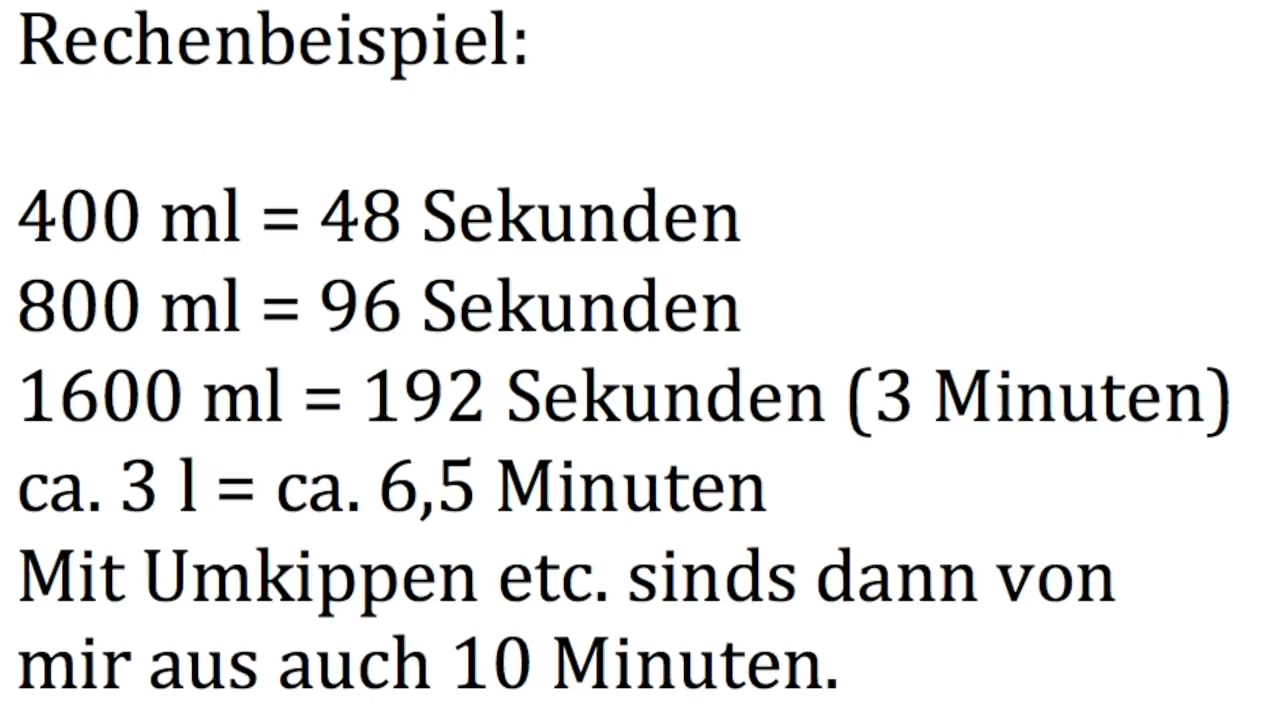 Rechenbeispiel:
400 ml = 48 Sekunden
800 ml = 96 Sekunden
1600 ml = 192 Sekunden (3 Minuten)
ca. 3 l = ca. 6,5 Minuten
Mit Umkippen etc. sinds dann von
mir aus auch 10 Minuten.